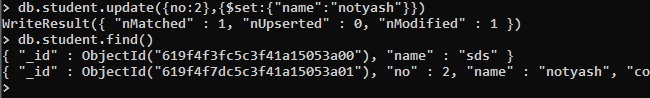 > db.student.update({no:2},{$set:{"name":"notyash"}})
WriteResult({ "nMatched" : 1, "nUpserted" : 0, "nModified" : 1 })
> db.student.find()
{ "_id" : ObjectId("619f4f3fc5c3f41a15053a00"), "name" : "sds" }
{ "_id" : ObjectId("619f4f7dc5c3f41a15053a01"), "no" : 2, "name" : "notyash", "co
>